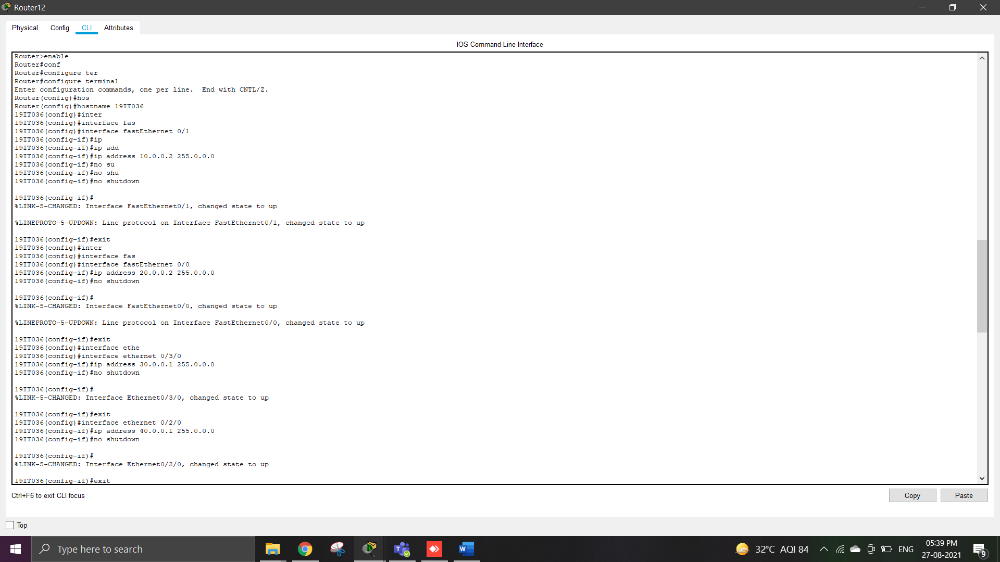 Router12
Physical Config CLI Attributes
IOS Command Line Interface
Router>enable
Router#conf
Router#configure ter
Router#configure terminal
Enter configuration commands, one per line.  End with CNTL/Z.
Router(config)#hos
Router(config)#hostname 19IT036
19IT036(config)#inter
19IT036(config)#interface fas
19IT036(config)#interface fastEthernet 0/1
19IT036(config-if)#ip
19IT036(config-if)#ip add
19IT036(config-if)#ip address 10.0.0.2 255.0.0.0
19IT036(config-if)#no su
19IT036(config-if)#no shu
19IT036(config-if)#no shutdown
19IT036(config-if)#
%LINK-5-CHANGED: Interface FastEthernet0/1, changed state to up
%LINEPROTO-5-UPDOWN: Line protocol on Interface FastEthernet0/1, changed state to up
19IT036(config-if)#exit
19IT036(config)#inter
19IT036(config)#interface fas
19IT036(config)#interface fastEthernet 0/0
19IT036(config-if)#ip address 20.0.0.2 255.0.0.0
19IT036(config-if)#no shutdown
19IT036(config-if)#
%LINK-5-CHANGED: Interface FastEthernet0/0, changed state to up
%LINEPROTO-5-UPDOWN: Line protocol on Interface FastEthernet0/0, changed state to up
19IT036(config-if)#exit
19IT036(config)#interface ethe
19IT036(config)#interface ethernet 0/3/0
19IT036(config-if)#ip address 30.0.0.1 255.0.0.0
19IT036(config-if)#no shutdown
19IT036(config-if)#
%LINK-5-CHANGED: Interface Ethernet0/3/0, changed state to up
19IT036(config-if)#exit
19IT036(config)#interface ethernet 0/2/0
19IT036(config-if)#ip address 40.0.0.1 255.0.0.0
19IT036(config-if)#no shutdown
19IT036(config-if)#
%LINK-5-CHANGED: Interface Ethernet0/2/0, changed state to up
19IT036(config-if)#exit
Ctrl+F6 to exit CLI focus
Copy Paste
Top
Type here to search
32°C AQI 84
ENG
05:39 PM
27-08-2021
9